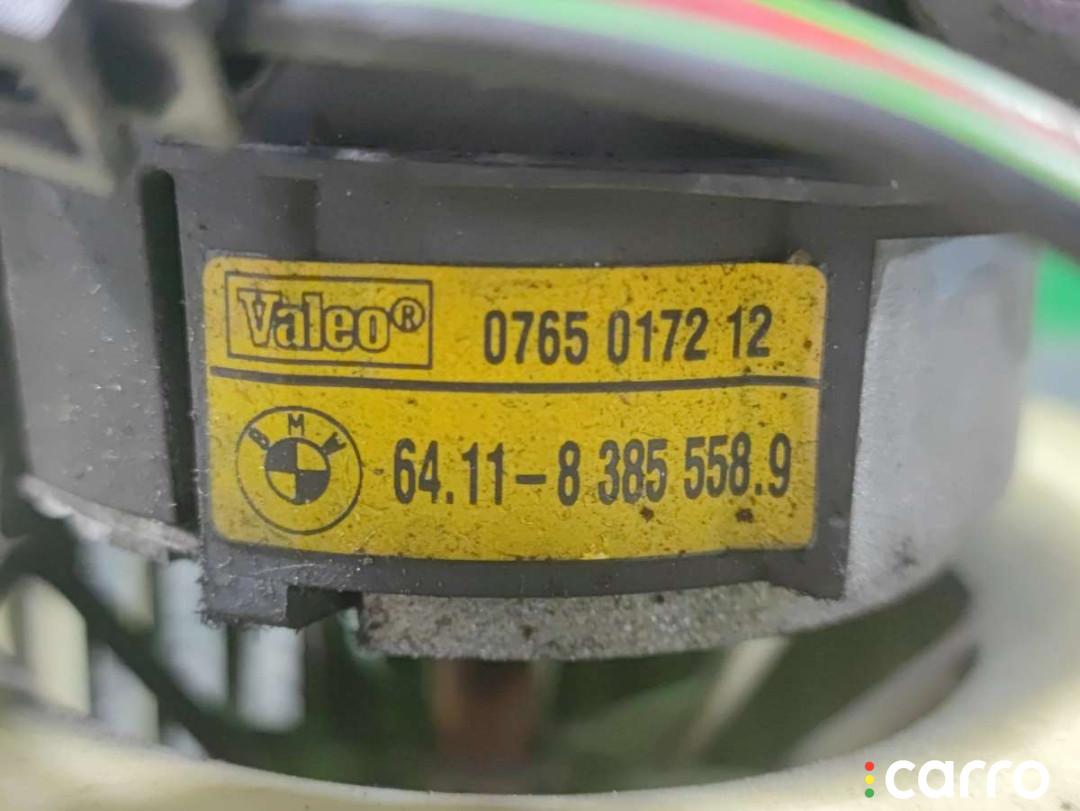 Valeo® 0765 0172 12
BMW 64.11-8 385 558.9
carro